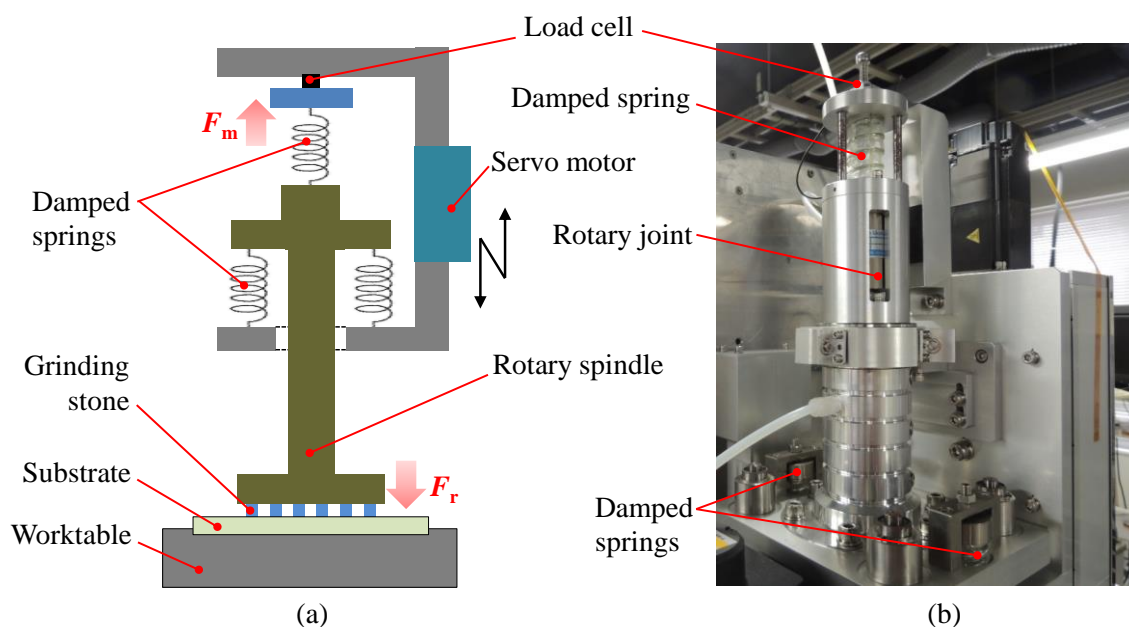 Load cell
Damped spring
Servo motor
Rotary joint
F_m
Damped
springs
Grinding
stone
Rotary spindle
Substrate
F_r
Worktable
Damped
springs
(a)
(b)